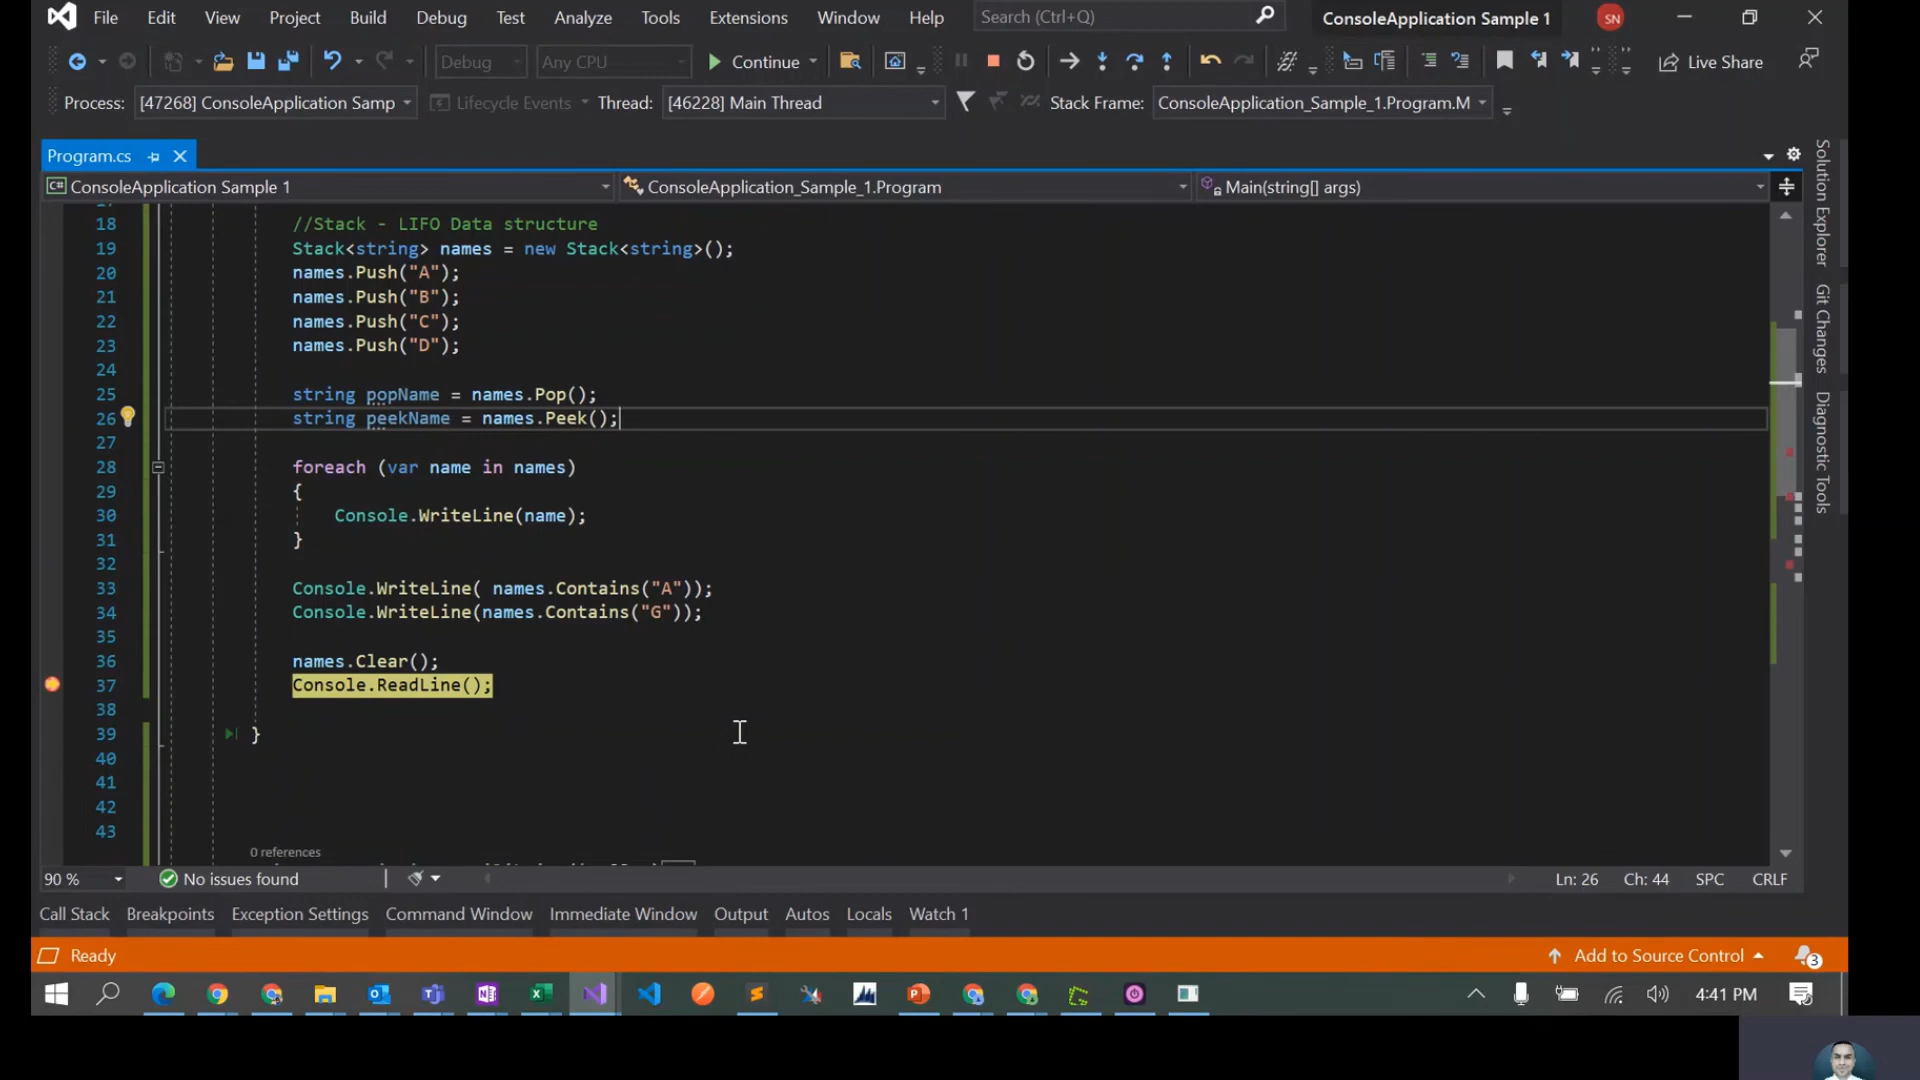 File Edit View Project Build Debug Test Analyze Tools Extensions Window Help Search (Ctrl+Q) ConsoleApplication Sample 1 SN
Debug Any CPU Continue Live Share
Process: [47268] ConsoleApplication Samp Lifecycle Events Thread: [46228] Main Thread Stack Frame: ConsoleApplication_Sample_1.Program.M
Program.cs
C# ConsoleApplication Sample 1 ConsoleApplication_Sample_1.Program Main(string[] args)
18 //Stack - LIFO Data structure
19 Stack<string> names = new Stack<string>();
20 names.Push("A");
21 names.Push("B");
22 names.Push("C");
23 names.Push("D");
24
25 string popName = names.Pop();
26 string peekName = names.Peek();
27
28 foreach (var name in names)
29 {
30 Console.WriteLine(name);
31 }
32
33 Console.WriteLine( names.Contains("A"));
34 Console.WriteLine(names.Contains("G"));
35
36 names.Clear();
37 Console.ReadLine();
38
39 }
40
41
42
43
0 references
Solution Explorer
Git Changes
Diagnostic Tools
90 % No issues found Ln: 26 Ch: 44 SPC CRLF
Call Stack Breakpoints Exception Settings Command Window Immediate Window Output Autos Locals Watch 1
Ready Add to Source Control 3
4:41 PM